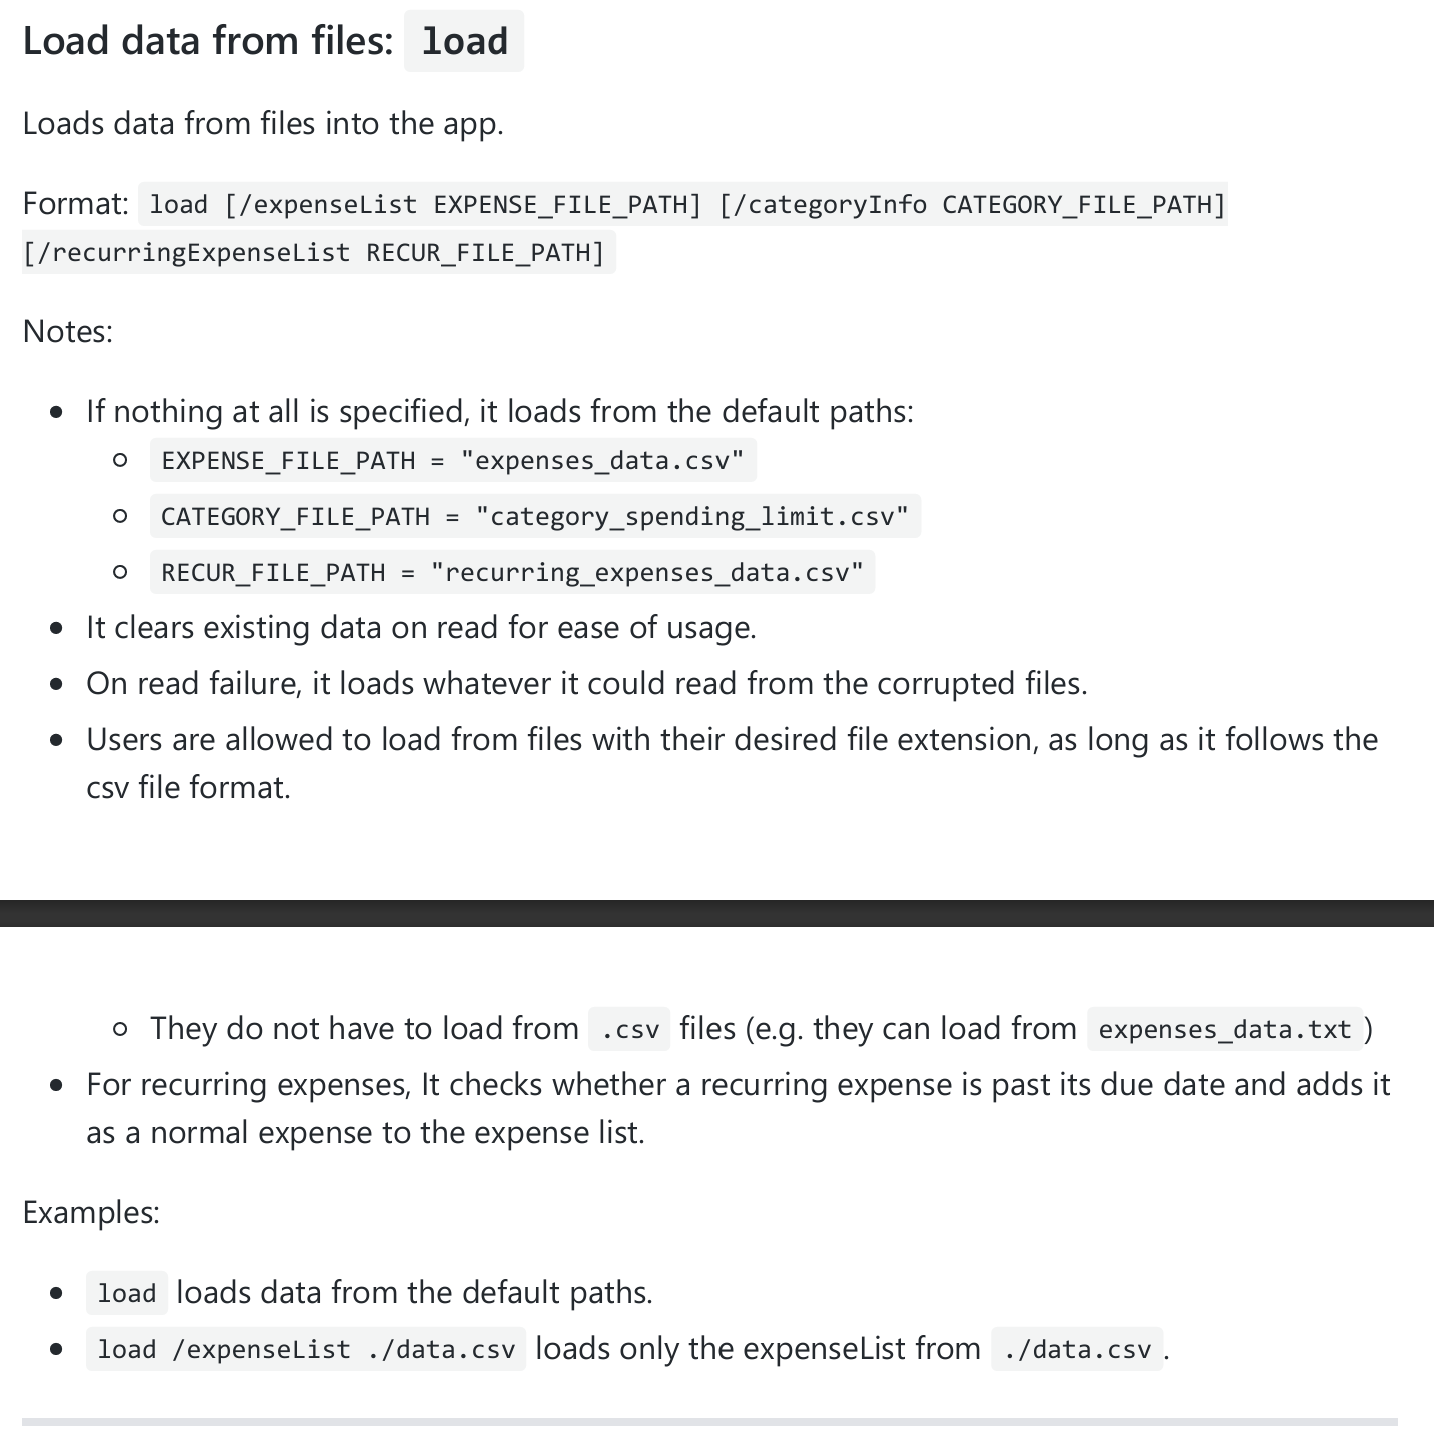 Load data from files: load
Loads data from files into the app.
Format: load [/expenseList EXPENSE_FILE_PATH] [/categoryInfo CATEGORY_FILE_PATH]
[/recurringExpenseList RECUR_FILE_PATH]
Notes:
If nothing at all is specified, it loads from the default paths:
EXPENSE_FILE_PATH = "expenses_data.csv"
CATEGORY_FILE_PATH = "category_spending_limit.csv"
RECUR_FILE_PATH = "recurring_expenses_data.csv"
It clears existing data on read for ease of usage.
On read failure, it loads whatever it could read from the corrupted files.
Users are allowed to load from files with their desired file extension, as long as it follows the
csv file format.
They do not have to load from .csv files (e.g. they can load from expenses_data.txt)
For recurring expenses, It checks whether a recurring expense is past its due date and adds it
as a normal expense to the expense list.
Examples:
load loads data from the default paths.
load /expenseList ./data.csv loads only the expenseList from ./data.csv.